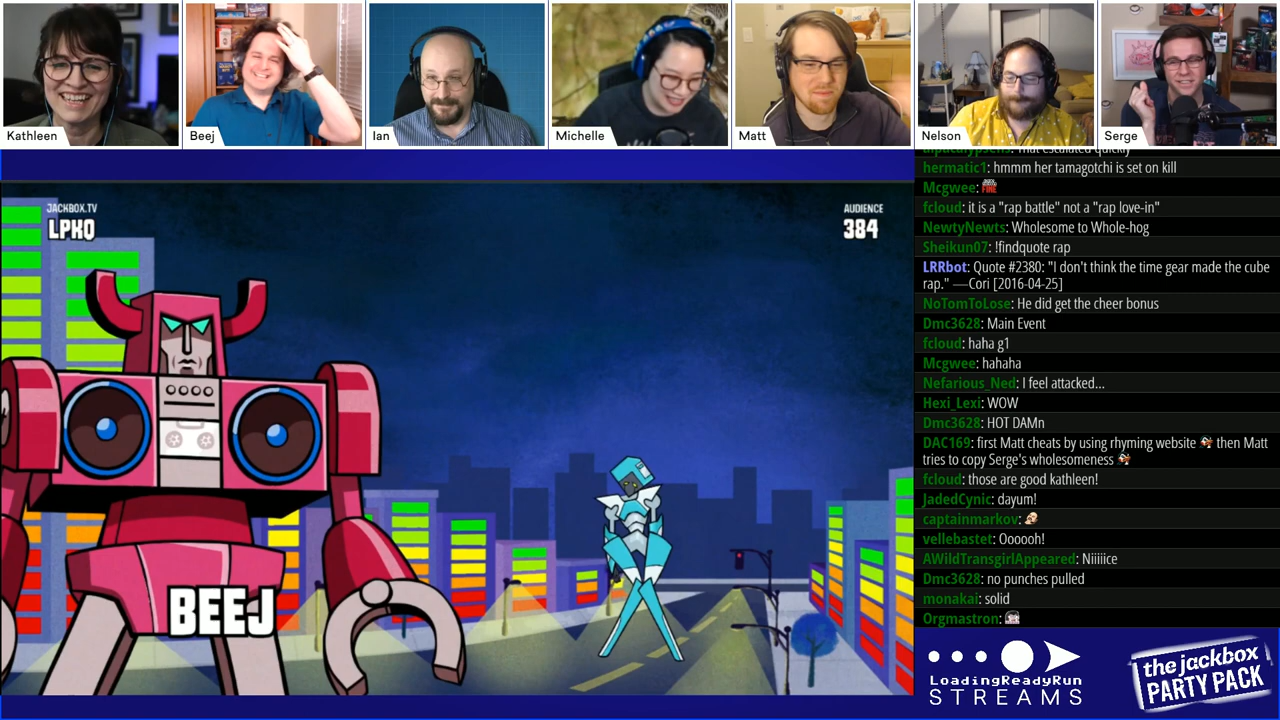 Kathleen
Beej
Ian
Michelle
Matt
Nelson
Serge
JACKBOX.TV
LPKQ
AUDIENCE
384
BEEJ
That escalated quickly
hermatic1: hmmm her tamagotchi is set on kill
Mcgwee:
fcloud: it is a "rap battle" not a "rap love-in"
NewtyNewts: Wholesome to Whole-hog
Sheikun07: !findquote rap
LRRbot: Quote #2380: "I don't think the time gear made the cube
rap." —Cori [2016-04-25]
NoTomToLose: He did get the cheer bonus
Dmc3628: Main Event
fcloud: haha g1
Mcgwee: hahaha
Nefarious_Ned: I feel attacked...
Hexi_Lexi: WOW
Dmc3628: HOT DAMn
DAC169: first Matt cheats by using rhyming website then Matt
tries to copy Serge's wholesomeness
fcloud: those are good kathleen!
JadedCynic: dayum!
captainmarkov:
vellebastet: Oooooh!
AWildTransgirlAppeared: Niiiiice
Dmc3628: no punches pulled
monakai: solid
Orgmastron:
LoadingReadyRun
STREAMS
the jackbox
PARTY PACK